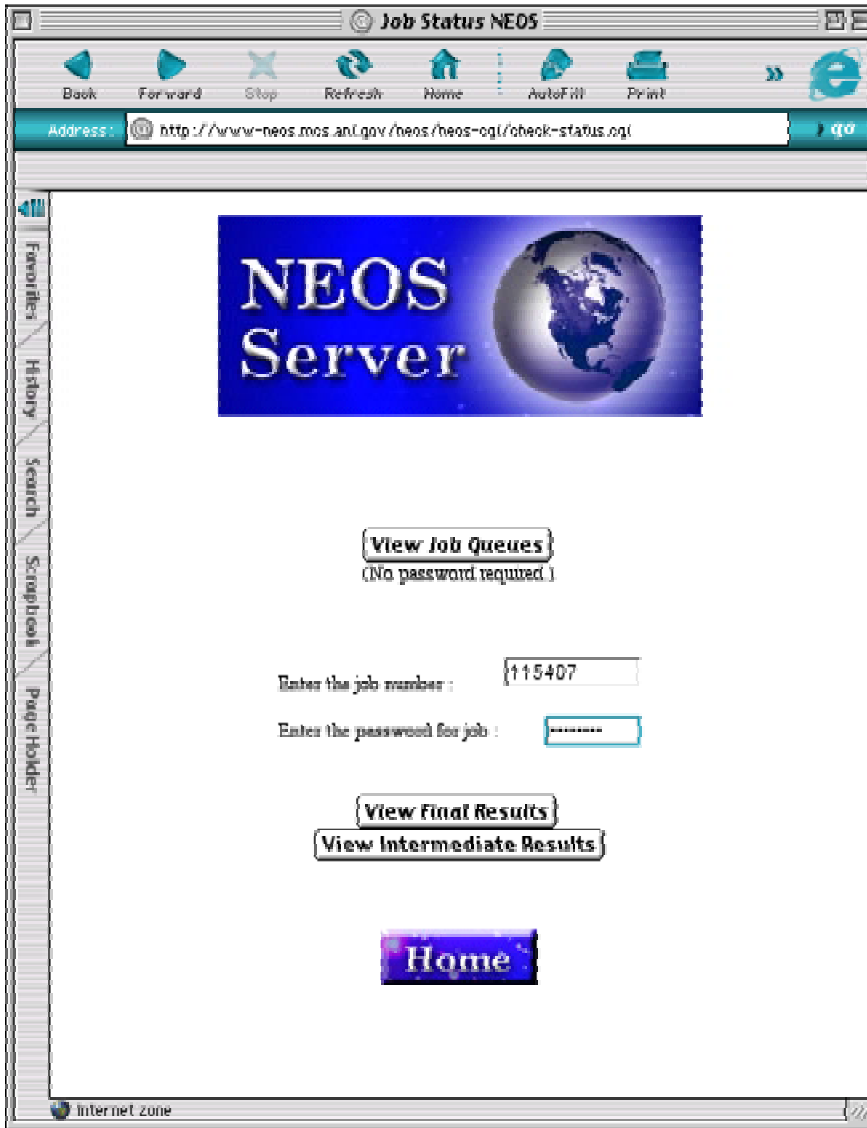 Job Status NEOS
Back Forward Stop Refresh Home AutoFill Print »
Address: http://www-neos.mcs.anl.gov/neos/neos-cgi/check-status.cgi go
Favorites
History
Search
Scrapbook
Page Holder
NEOS
Server
View Job Queues
(No password required.)
Enter the job number : 115407
Enter the password for job : --------
View Final Results
View Intermediate Results
Home
Internet zone